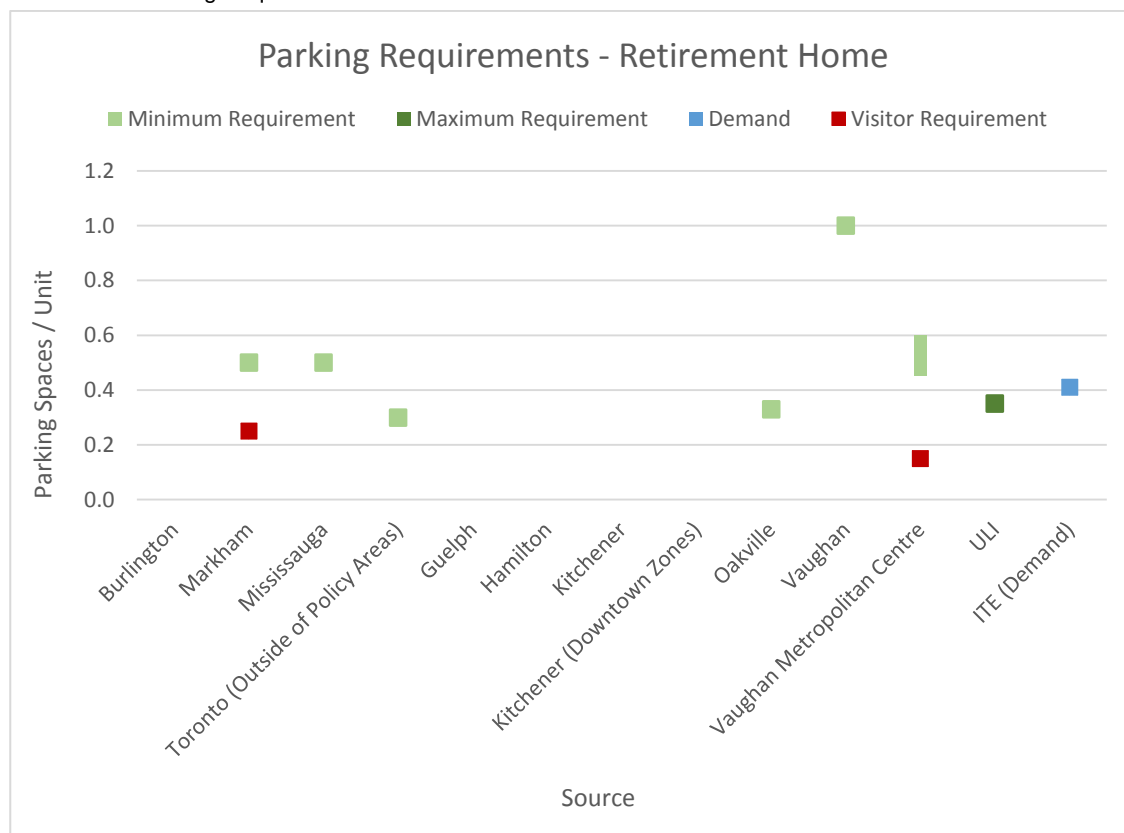 Parking Requirements - Retirement Home
Minimum Requirement Maximum Requirement Demand Visitor Requirement
1.2
1.0
0.8
0.6
0.4
0.2
0.0
Parking Spaces / Unit
Burlington
Markham
Mississauga
Toronto (Outside of Policy Areas)
Guelph
Hamilton
Kitchener
Kitchener (Downtown Zones)
Oakville
Vaughan
Vaughan Metropolitan Centre
ULI
ITE (Demand)
Source